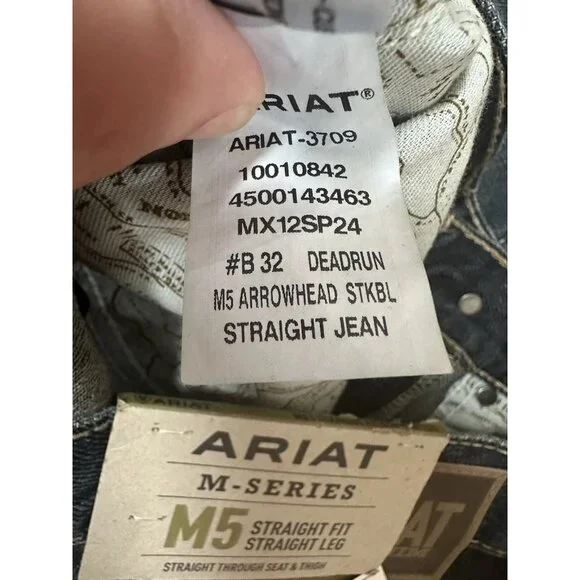 ARIAT®
ARIAT-3709
10010842
4500143463
MX12SP24
#B 32 DEADRUN
M5 ARROWHEAD STKBL
STRAIGHT JEAN
ARIAT
ARIAT
M-SERIES
M5 STRAIGHT FIT
STRAIGHT LEG
STRAIGHT THROUGH SEAT & THIGH